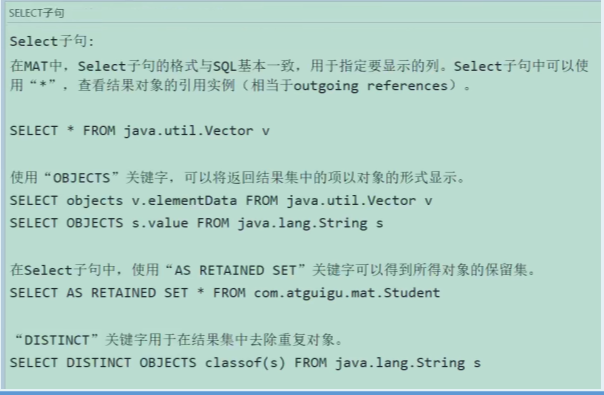 SELECT子句
Select子句:
在MAT中，Select子句的格式与SQL基本一致，用于指定要显示的列。Select子句中可以使
用“*”，查看结果对象的引用实例（相当于outgoing references）。
SELECT * FROM java.util.Vector v
使用“OBJECTS”关键字，可以将返回结果集中的项以对象的形式显示。
SELECT objects v.elementData FROM java.util.Vector v
SELECT OBJECTS s.value FROM java.lang.String s
在Select子句中，使用“AS RETAINED SET”关键字可以得到所得对象的保留集。
SELECT AS RETAINED SET * FROM com.atguigu.mat.Student
“DISTINCT”关键字用于在结果集中去除重复对象。
SELECT DISTINCT OBJECTS classof(s) FROM java.lang.String s